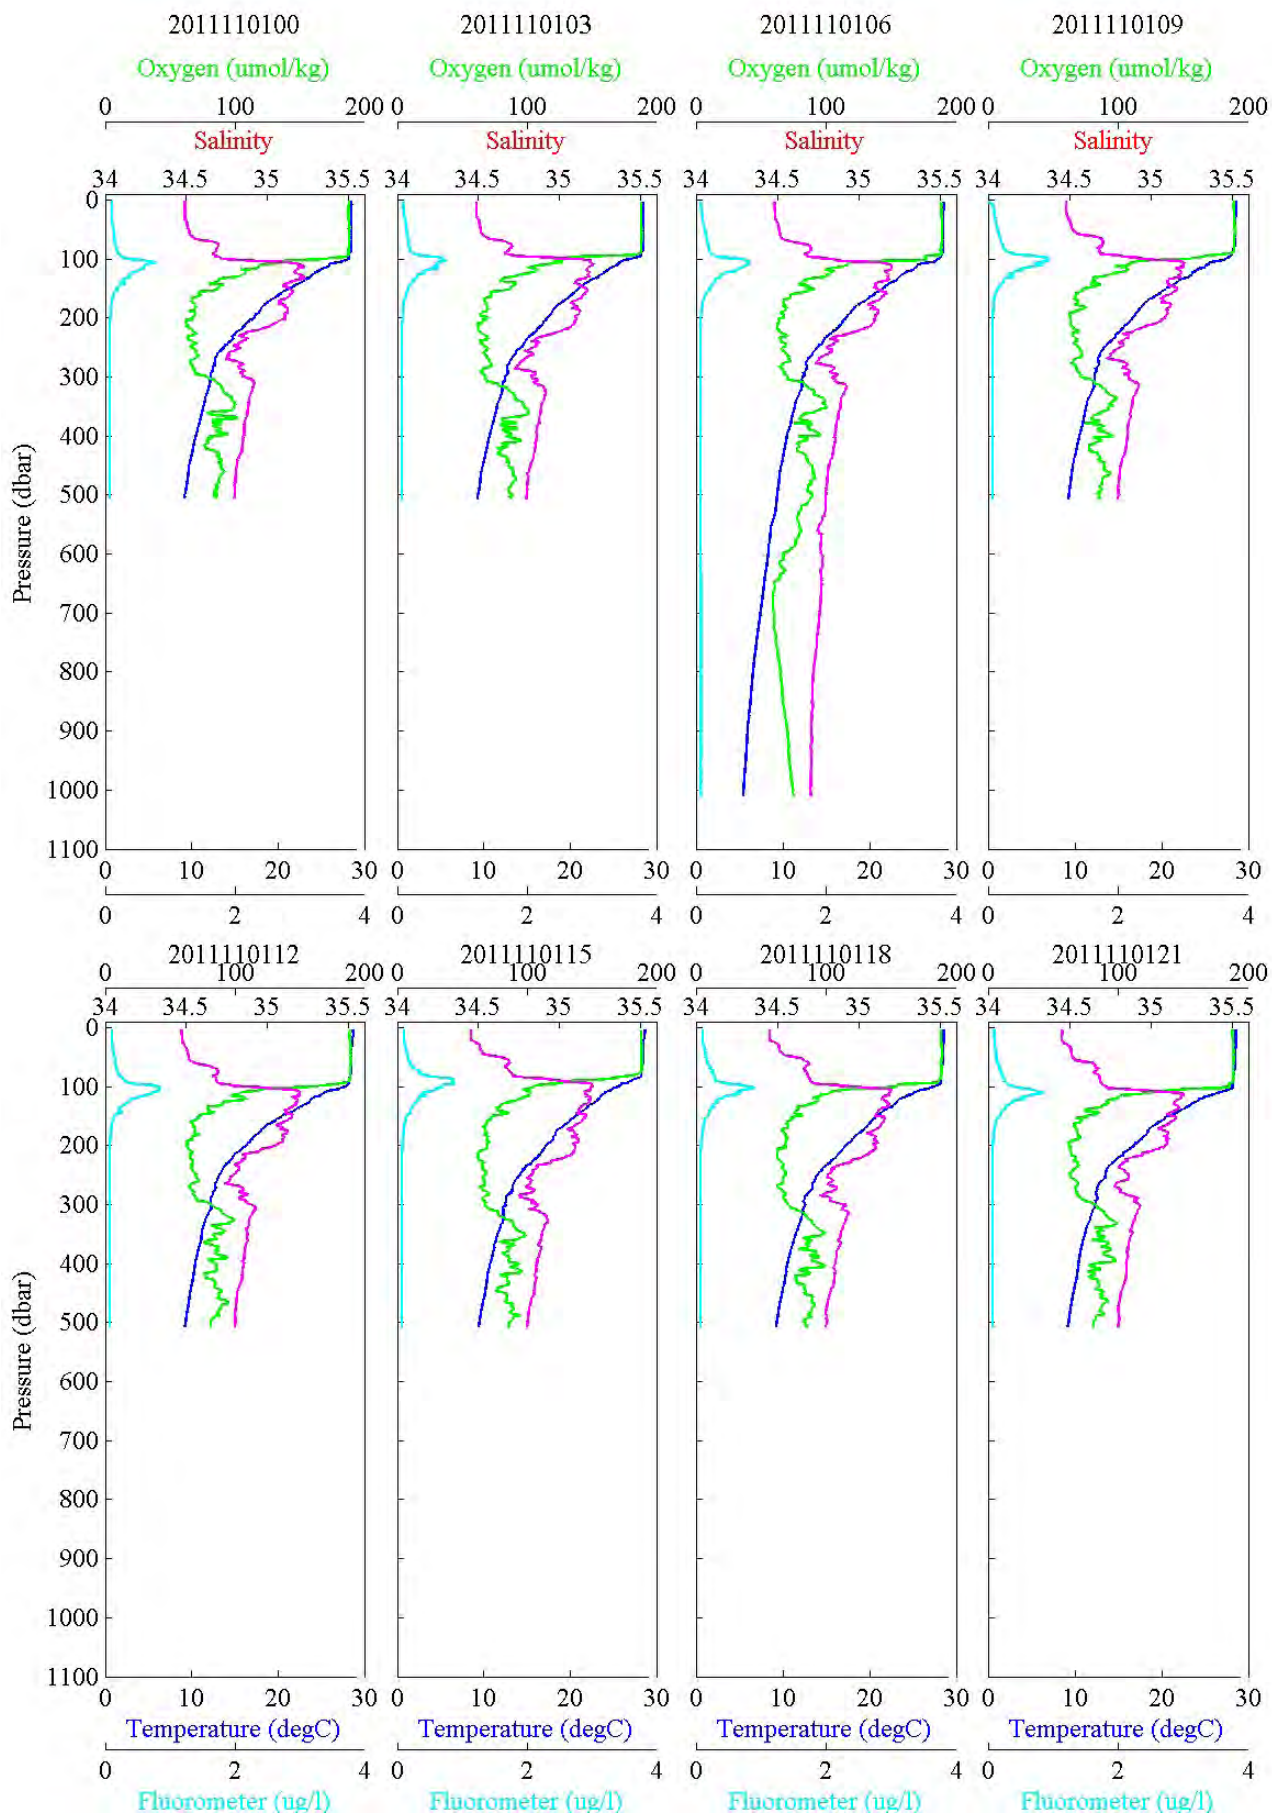 2011110100 2011110103 2011110106 2011110109
Oxygen (umol/kg) Oxygen (umol/kg) Oxygen (umol/kg) Oxygen (umol/kg)
0 100 200 0 100 200 0 100 200 0 100 200
Salinity Salinity Salinity Salinity
34 34.5 35 35.5 34 34.5 35 35.5 34 34.5 35 35.5 34 34.5 35 35.5
0
100
200
300
400
500
600
700
800
900
1000
1100
Pressure (dbar)
0 10 20 30 0 10 20 30 0 10 20 30 0 10 20 30
0 2 4 0 2 4 0 2 4 0 2 4
2011110112 2011110115 2011110118 2011110121
0 100 200 0 100 200 0 100 200 0 100 200
34 34.5 35 35.5 34 34.5 35 35.5 34 34.5 35 35.5 34 34.5 35 35.5
0
100
200
300
400
500
600
700
800
900
1000
1100
Pressure (dbar)
0 10 20 30 0 10 20 30 0 10 20 30 0 10 20 30
Temperature (degC) Temperature (degC) Temperature (degC) Temperature (degC)
0 2 4 0 2 4 0 2 4 0 2 4
Fluorometer (ug/l) Fluorometer (ug/l) Fluorometer (ug/l) Fluorometer (ug/l)